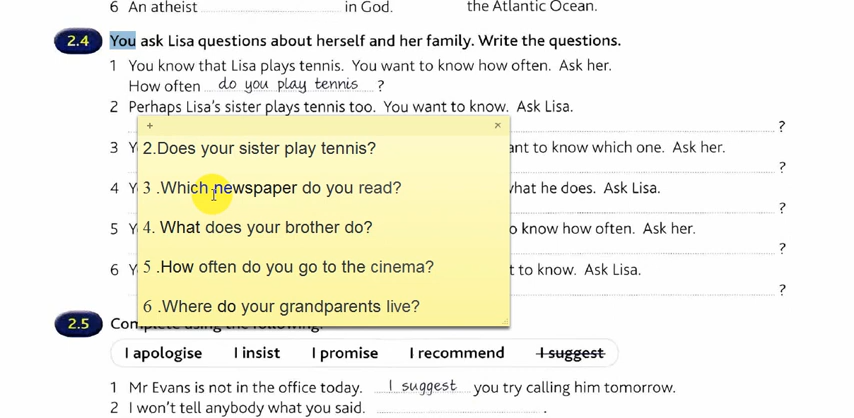 6 An atheist in God. the Atlantic Ocean.
2.4 You ask Lisa questions about herself and her family. Write the questions.
1 You know that Lisa plays tennis. You want to know how often. Ask her.
How often do you play tennis ?
2 Perhaps Lisa's sister plays tennis too. You want to know. Ask Lisa.
?
+ ×
2.Does your sister play tennis?
3 .Which newspaper do you read?
4. What does your brother do?
5 .How often do you go to the cinema?
6 .Where do your grandparents live?
3 to know which one. Ask her.
?
4 what he does. Ask Lisa.
?
5 know how often. Ask her.
?
6 to know. Ask Lisa.
?
2.5 Complete using the following:
I apologise I insist I promise I recommend I suggest
1 Mr Evans is not in the office today. I suggest you try calling him tomorrow.
2 I won't tell anybody what you said. .